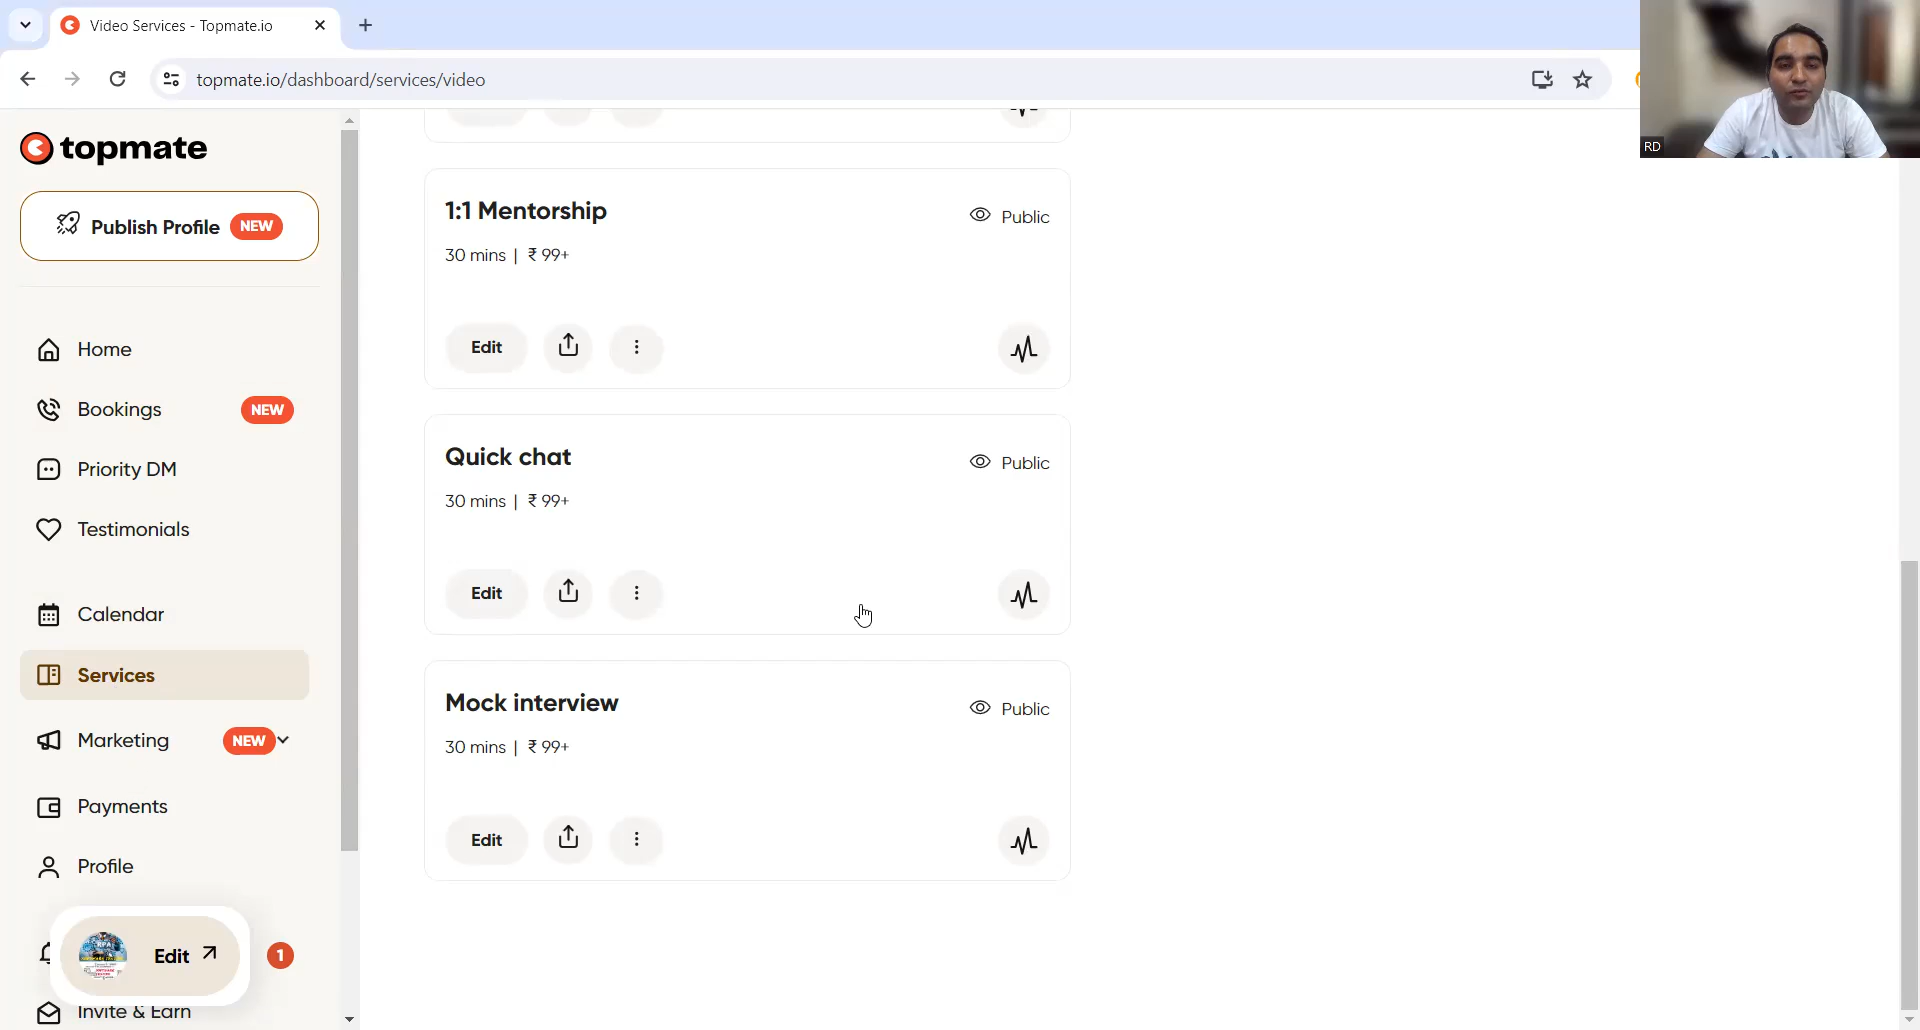 Video Services - Topmate.io
topmate.io/dashboard/services/video
RD
topmate
Publish Profile NEW
Home
Bookings NEW
Priority DM
Testimonials
Calendar
Services
Marketing NEW
Payments
Profile
Edit 1
Invite & Earn
1:1 Mentorship
Public
30 mins | ₹ 99+
Edit
Quick chat
Public
30 mins | ₹ 99+
Edit
Mock interview
Public
30 mins | ₹ 99+
Edit